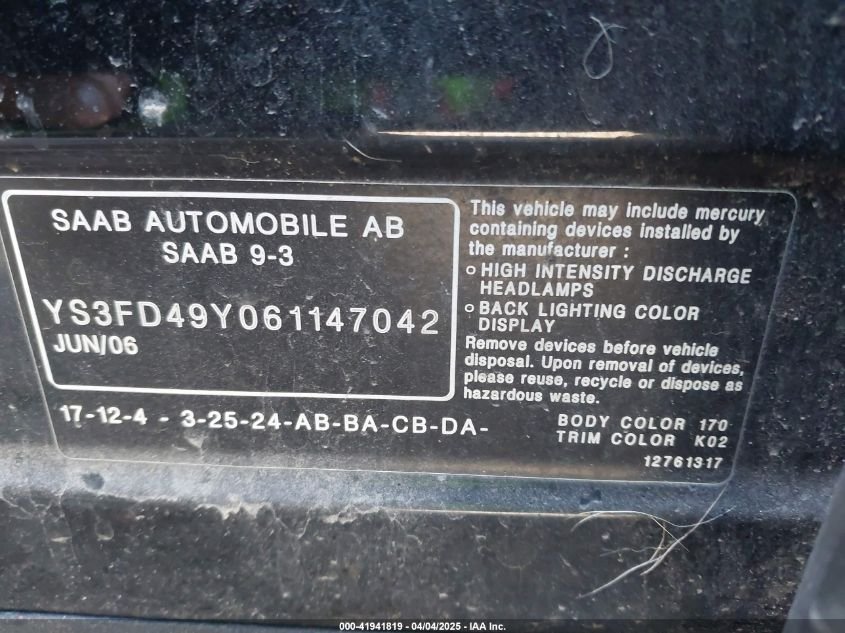 SAAB AUTOMOBILE AB
SAAB 9-3
YS3FD49Y061147042
JUN/06
This vehicle may include mercury
containing devices installed by
the manufacturer :
o HIGH INTENSITY DISCHARGE
HEADLAMPS
o BACK LIGHTING COLOR
DISPLAY
Remove devices before vehicle
disposal. Upon removal of devices,
please reuse, recycle or dispose as
hazardous waste.
17-12-4 - 3-25-24-AB-BA-CB-DA-
BODY COLOR 170
TRIM COLOR K02
12761317
000-41941819 - 04/04/2025 - IAA Inc.